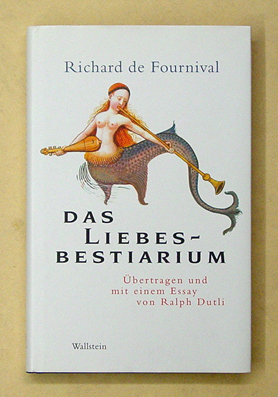 Richard de Fournival
DAS
LIEBES-
BESTIARIUM
Übertragen und
mit einem Essay
von Ralph Dutli
Wallstein